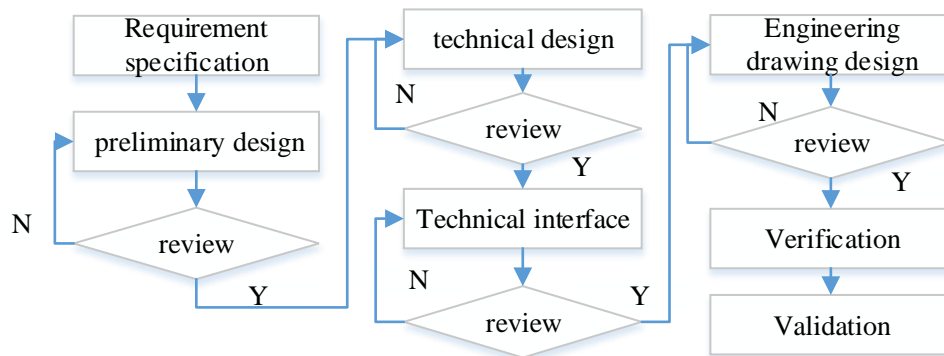 Requirement
specification
preliminary design
N
review
Y
technical design
N
review
Y
Technical interface
N
review
Y
Engineering
drawing design
N
review
Y
Verification
Validation